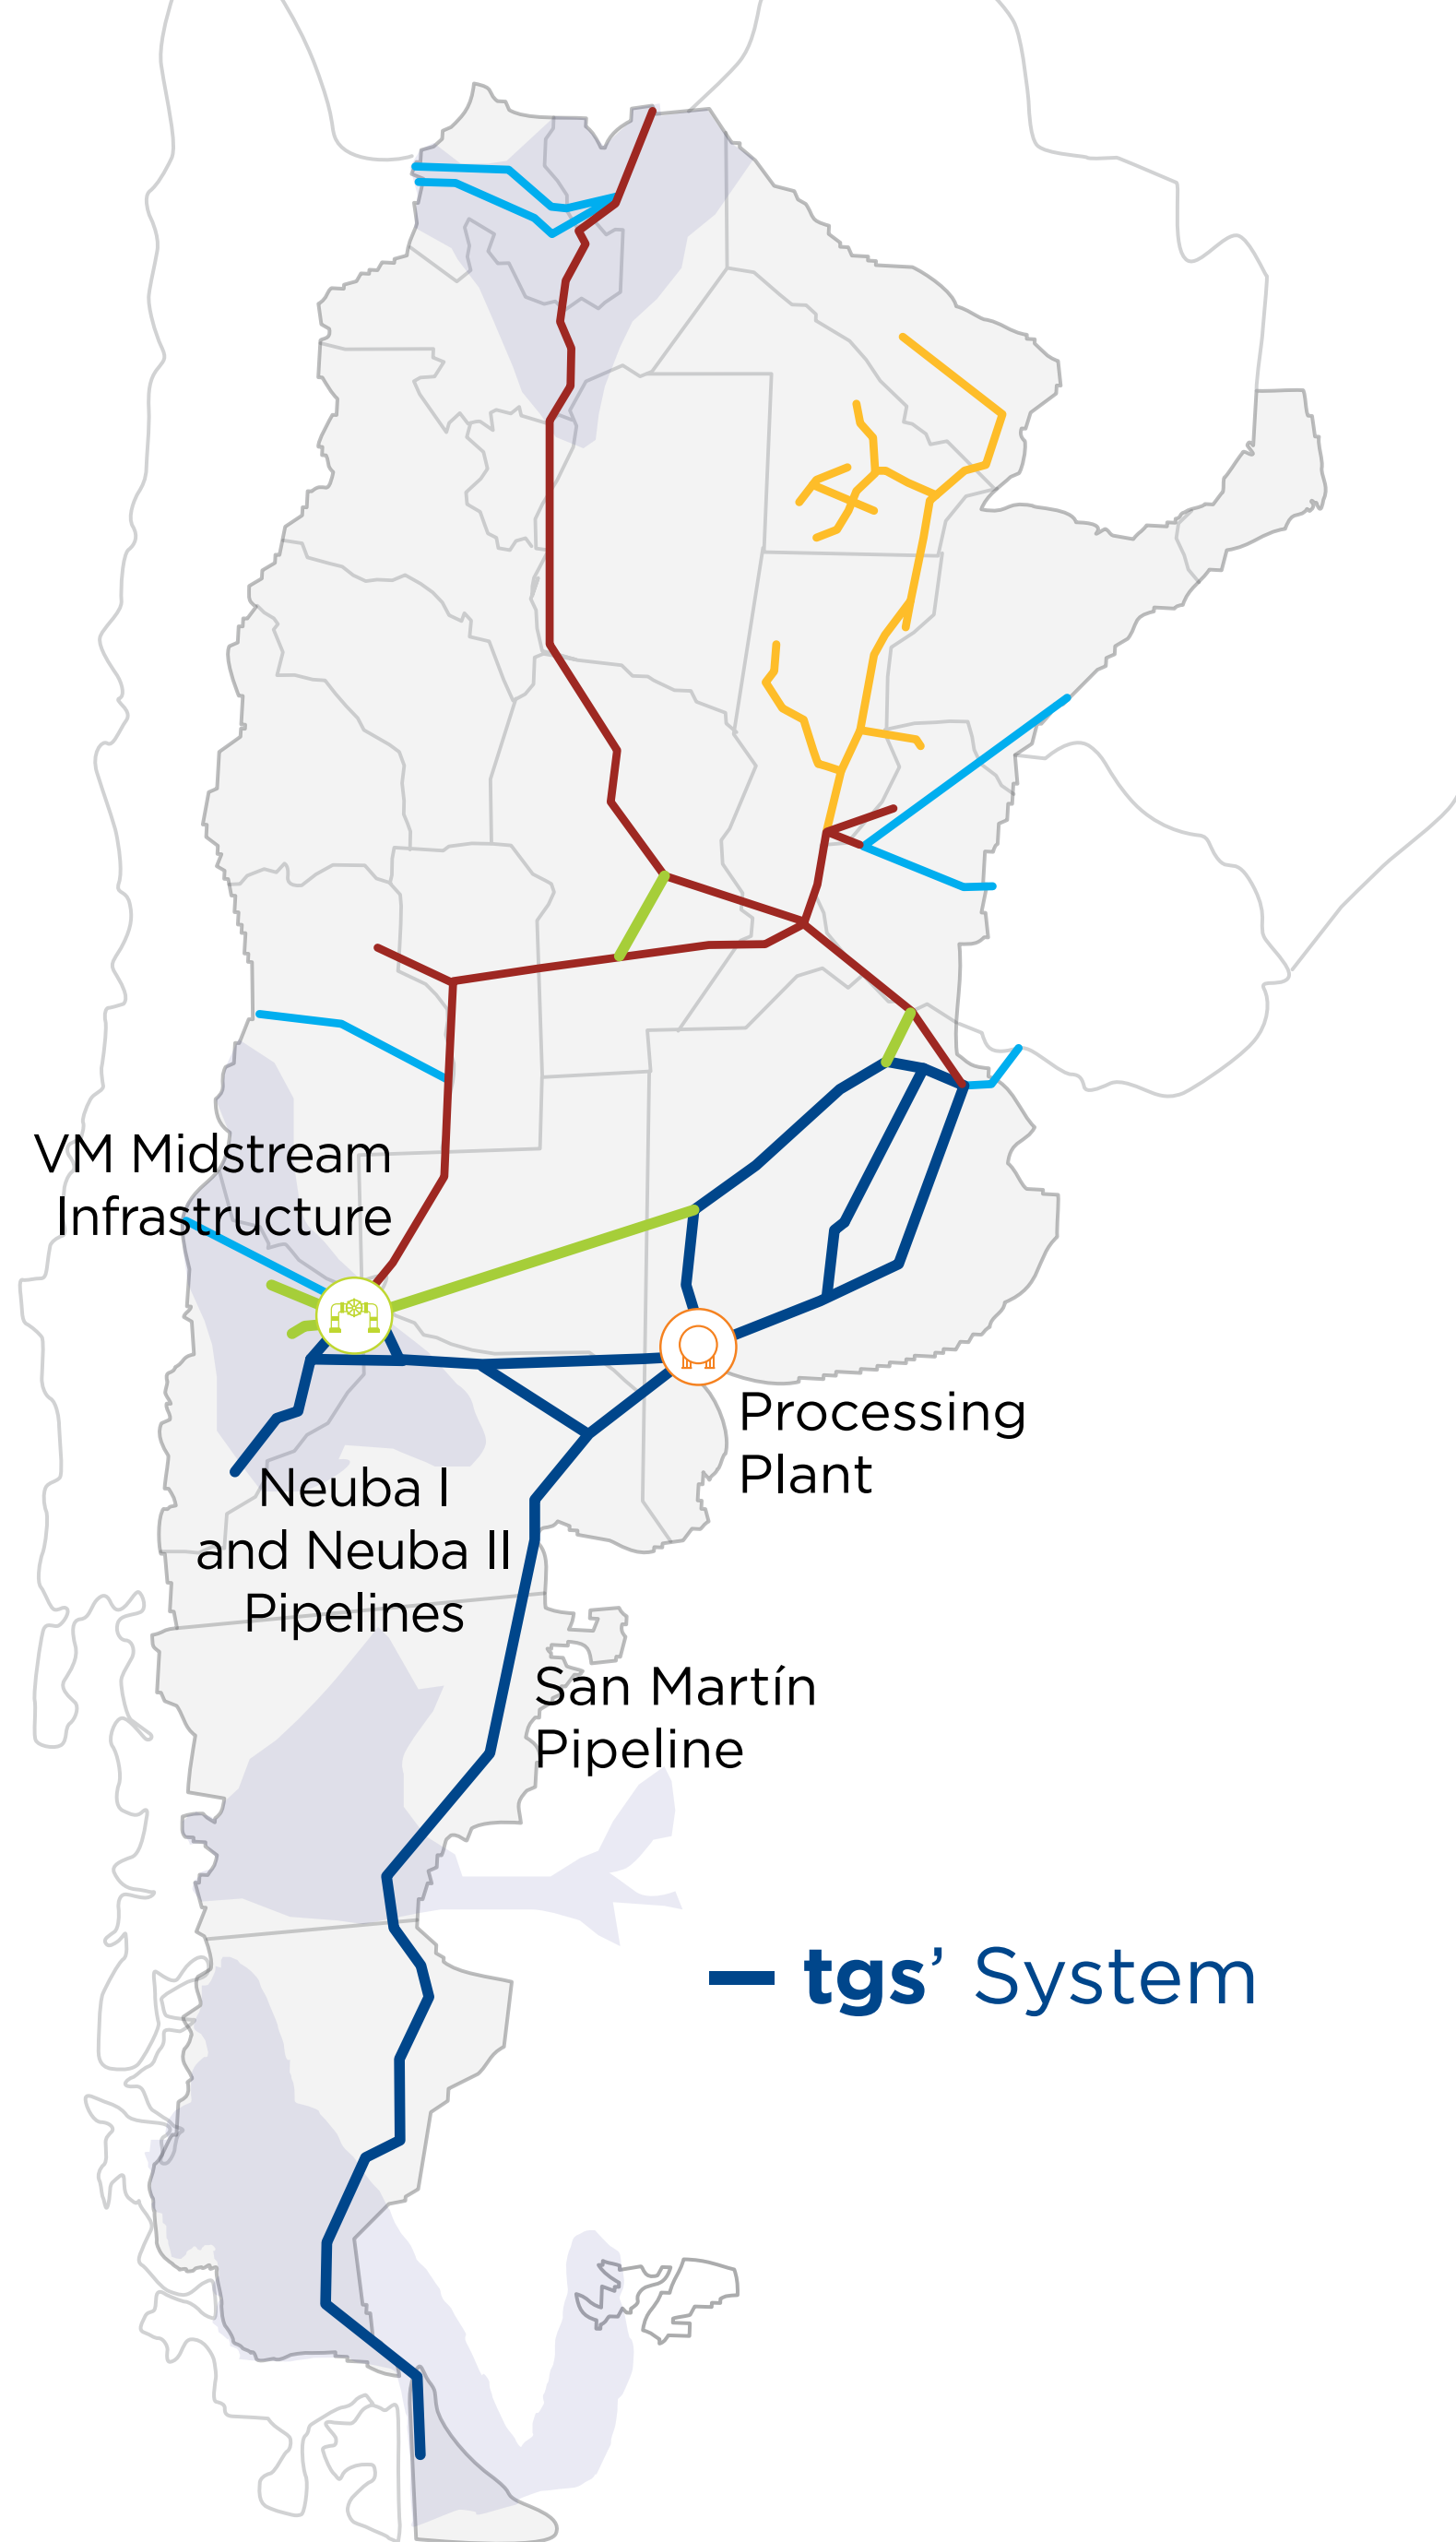 VM Midstream
Infrastructure
Processing
Plant
Neuba I
and Neuba II
Pipelines
San Martín
Pipeline
tgs’ System